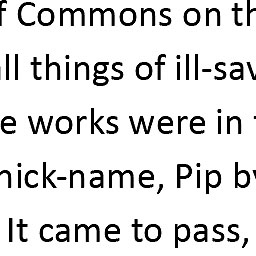 f Commons on th
ll things of ill-sav
e works were in
nick-name, Pip by
It came to pass,